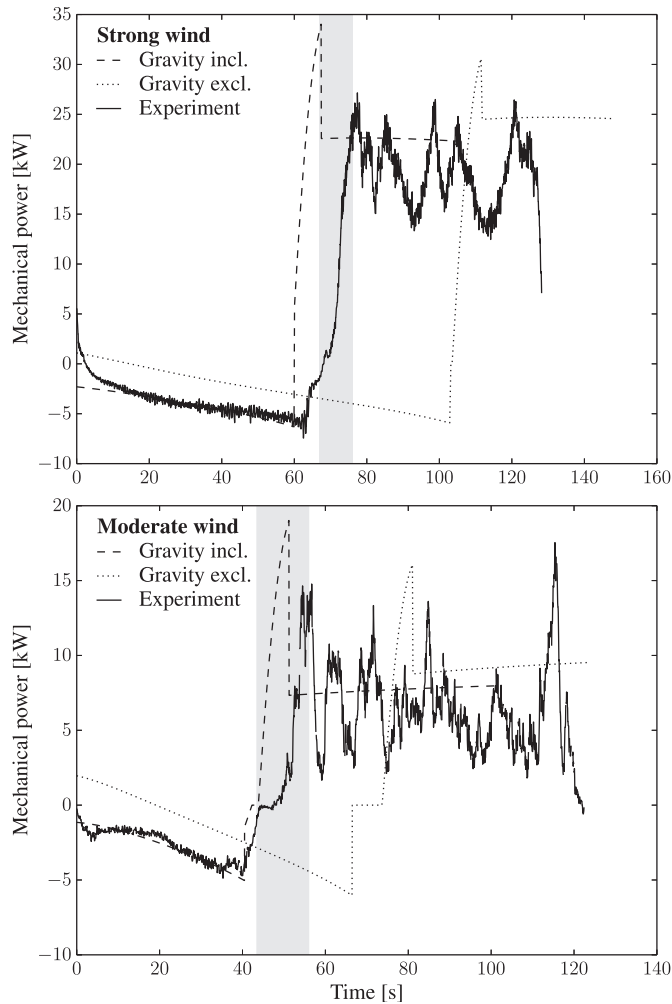 35
30
25
20
15
10
5
0
−5
−10
Mechanical power [kW]
Strong wind
Gravity incl.
Gravity excl.
Experiment
0 20 40 60 80 100 120 140 160
20
15
10
5
0
−5
−10
Mechanical power [kW]
Moderate wind
Gravity incl.
Gravity excl.
Experiment
0 20 40 60 80 100 120 140
Time [s]